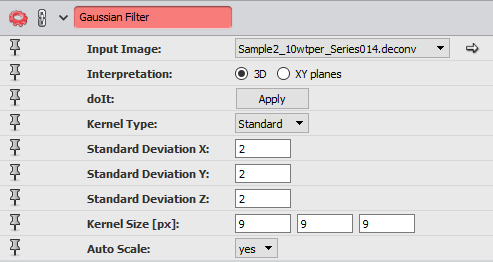 Gaussian Filter
Input Image: Sample2_10wtper_Series014.deconv
Interpretation: 3D XY planes
doIt: Apply
Kernel Type: Standard
Standard Deviation X: 2
Standard Deviation Y: 2
Standard Deviation Z: 2
Kernel Size [px]: 9 9 9
Auto Scale: yes